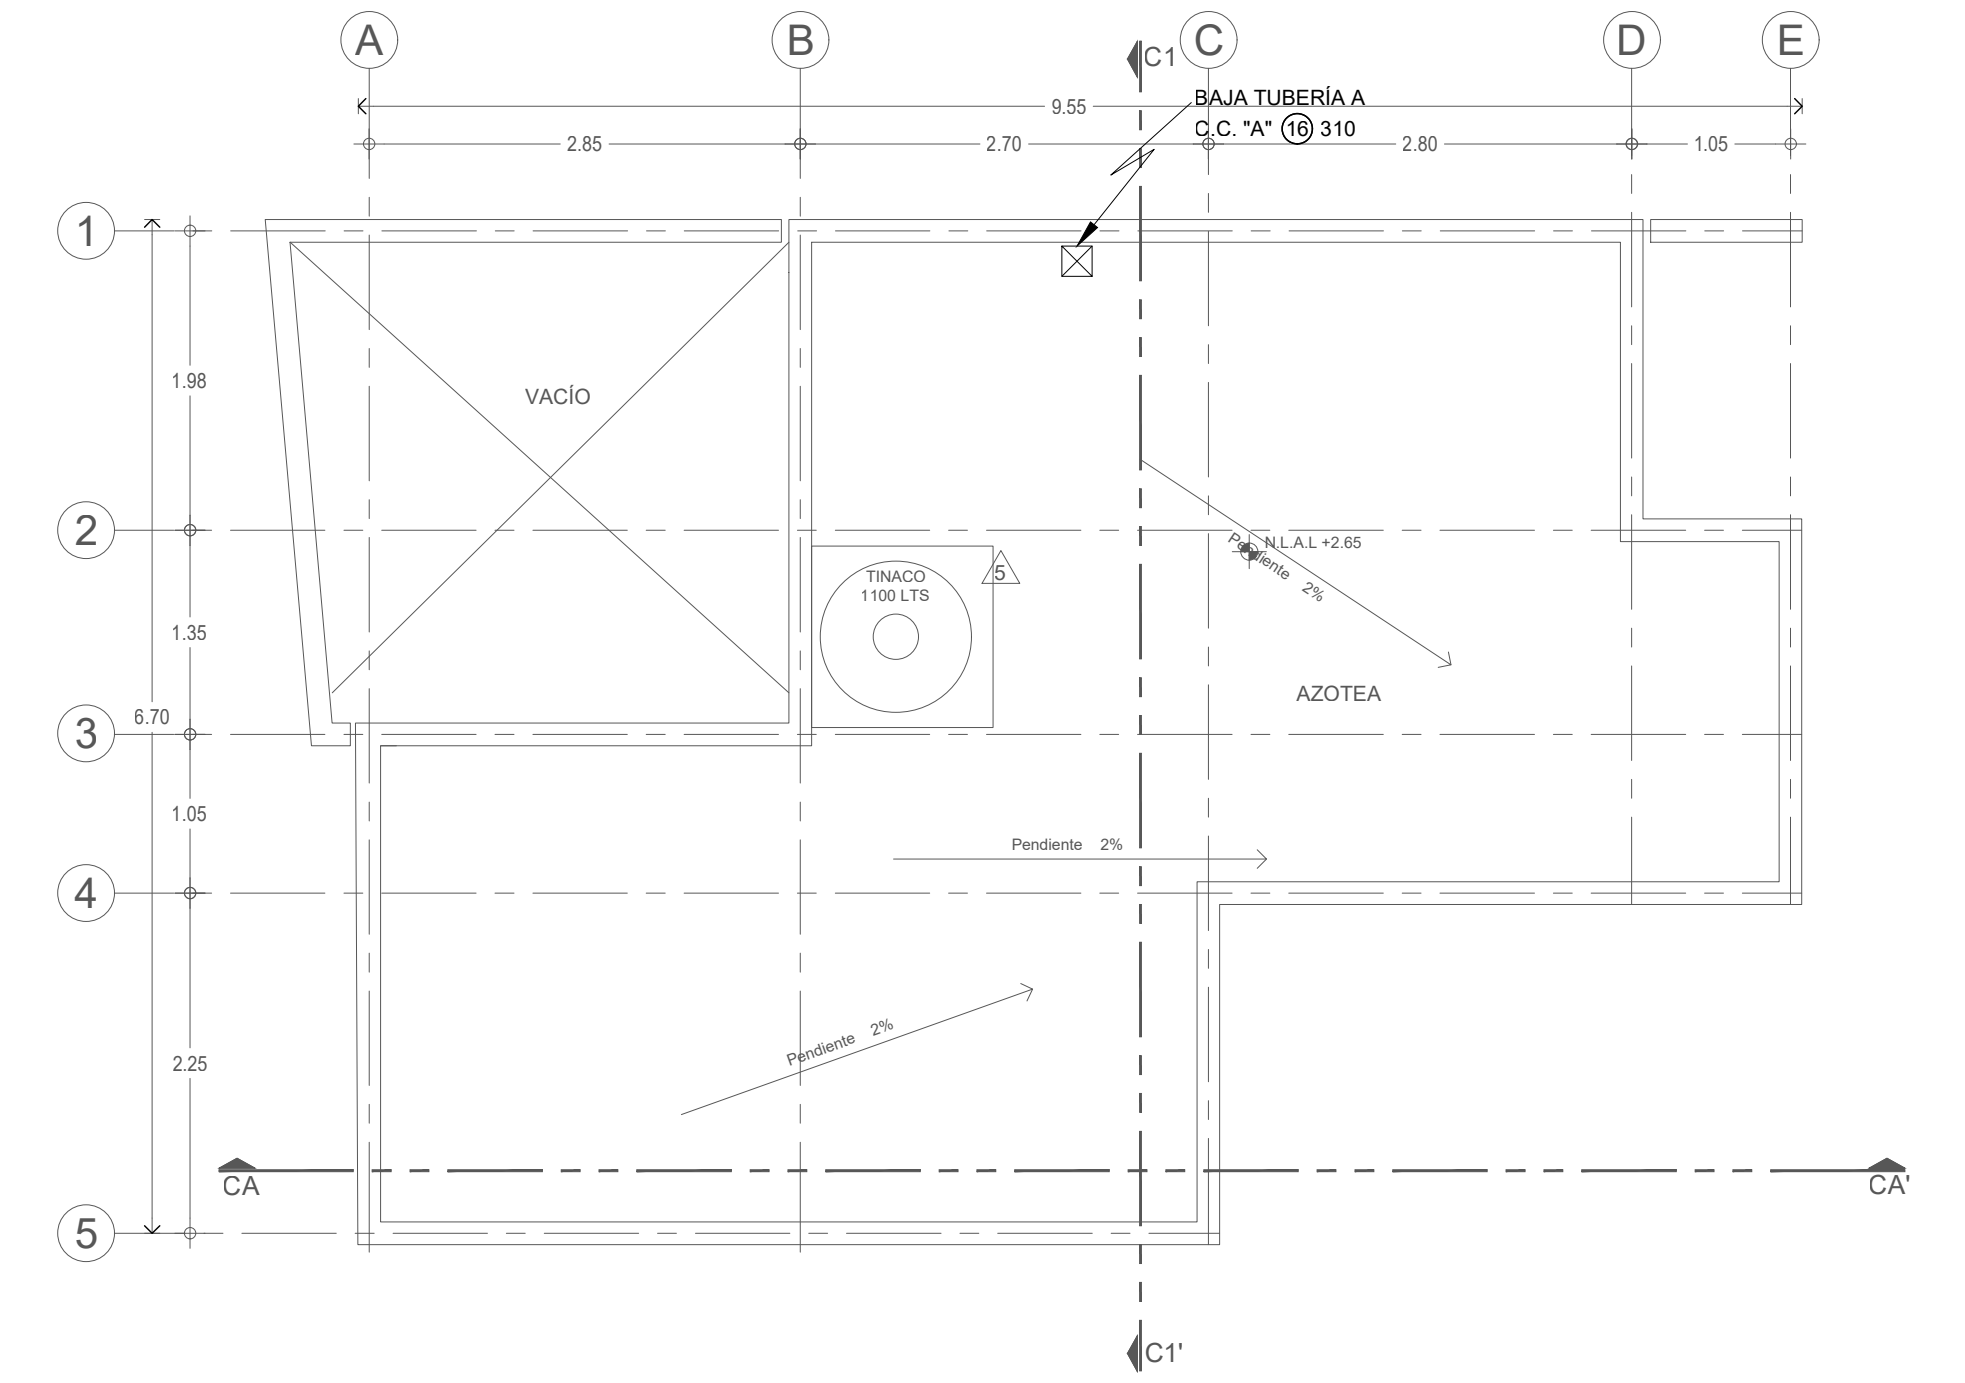 A
B
C1
C
D
E
BAJA TUBERÍA A
9.55
C.C. "A" 16 310
2.85
2.70
2.80
1.05
1
1.98
VACÍO
2
N.L.A.L +2.65
Pendiente 2%
TINACO
1100 LTS
5
1.35
AZOTEA
6.70
3
1.05
Pendiente 2%
4
Pendiente 2%
2.25
CA
CA'
5
C1'